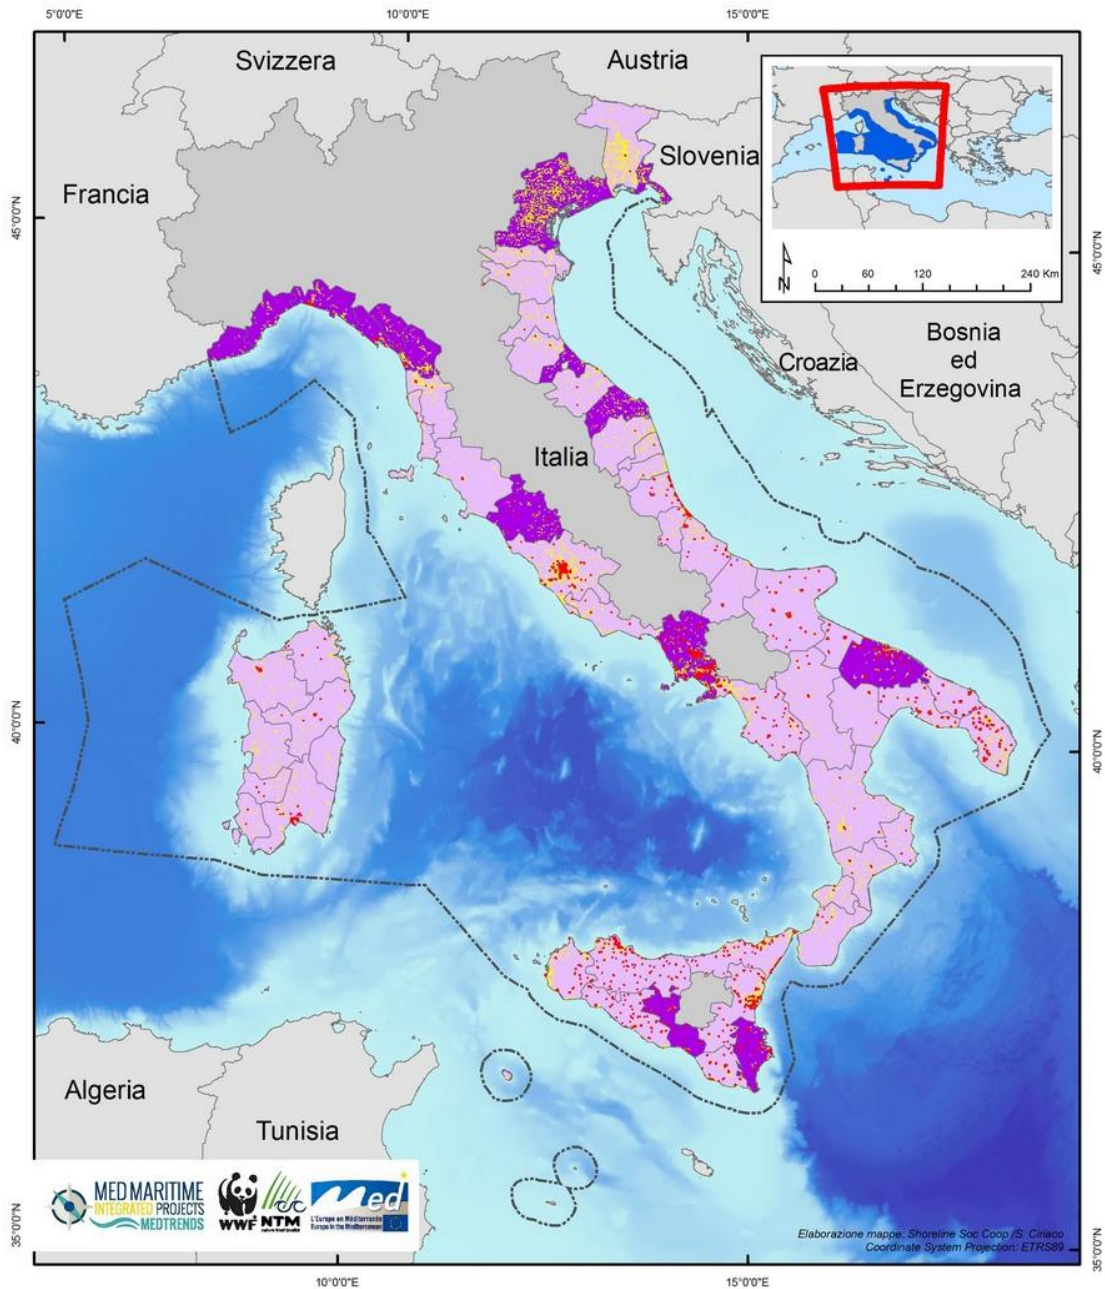 5°0'0"E
10°0'0"E
15°0'0"E
Svizzera
Austria
Slovenia
Francia
45°0'0"N
45°0'0"N
N
0 60 120 240 Km
Bosnia
ed
Erzegovina
Croazia
Italia
40°0'0"N
40°0'0"N
Algeria
Tunisia
MED MARITIME
INTEGRATED PROJECTS
MEDTRENDS
WWF
NTM
Med
L'Europe en Méditerranée
Europe in the Mediterranean
Elaborazione mappe: Shoreline Soc Coop /S. Ciriaco
Coordinate System Projection: ETRS89
35°0'0"N
35°0'0"N
10°0'0"E
15°0'0"E